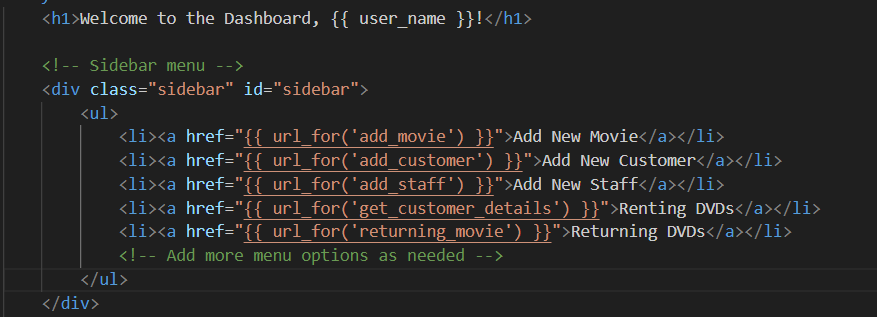 <h1>Welcome to the Dashboard, {{ user_name }}!</h1>
<!-- Sidebar menu -->
<div class="sidebar" id="sidebar">
<ul>
<li><a href="{{ url_for('add_movie') }}">Add New Movie</a></li>
<li><a href="{{ url_for('add_customer') }}">Add New Customer</a></li>
<li><a href="{{ url_for('add_staff') }}">Add New Staff</a></li>
<li><a href="{{ url_for('get_customer_details') }}">Renting DVDs</a></li>
<li><a href="{{ url_for('returning_movie') }}">Returning DVDs</a></li>
<!-- Add more menu options as needed -->
</ul>
</div>